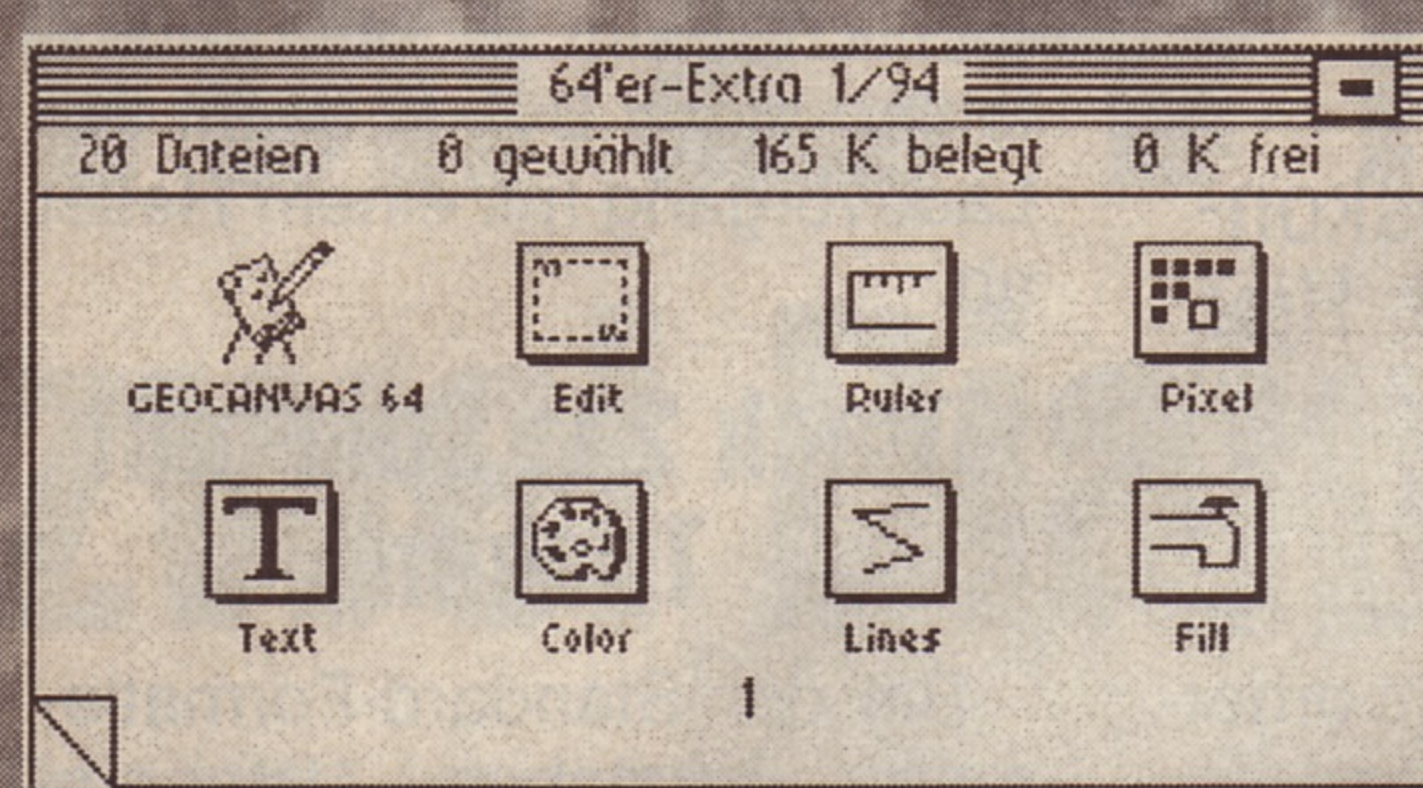 64'er-Extra 1/94
20 Dateien 0 gewählt 165 K belegt 0 K frei
GEOCANVAS 64 Edit Ruler Pixel
T
Text Color Lines Fill
1